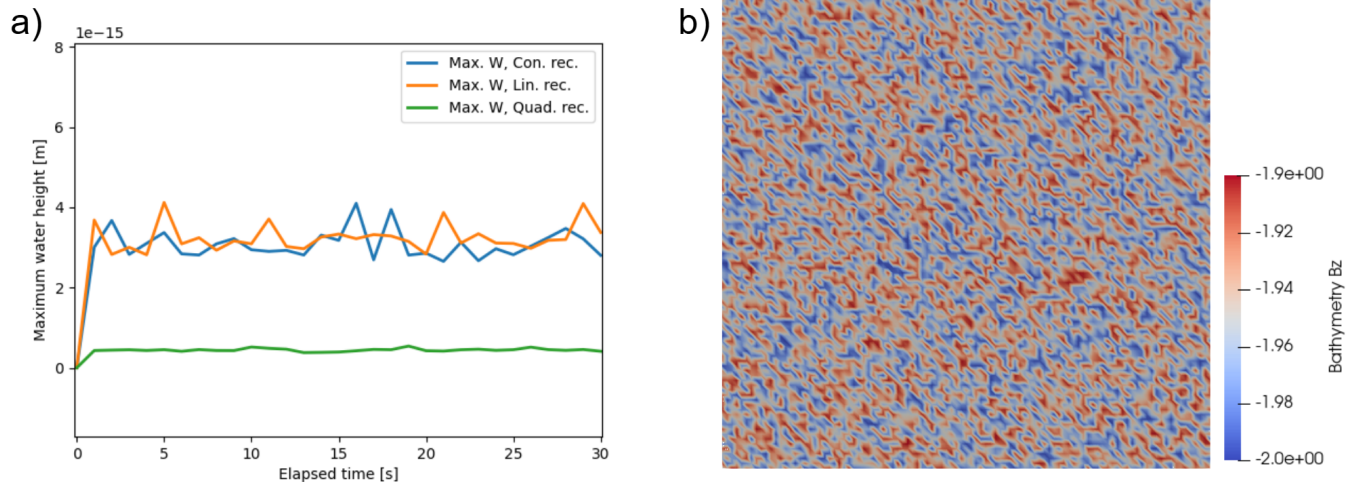 a)
1e−15
Maximum water height [m]
8
6
4
2
0
Max. W, Con. rec.
Max. W, Lin. rec.
Max. W, Quad. rec.
0 5 10 15 20 25 30
Elapsed time [s]
b)
-1.9e+00
-1.92
-1.94
-1.96
-1.98
-2.0e+00
Bathymetry Bz